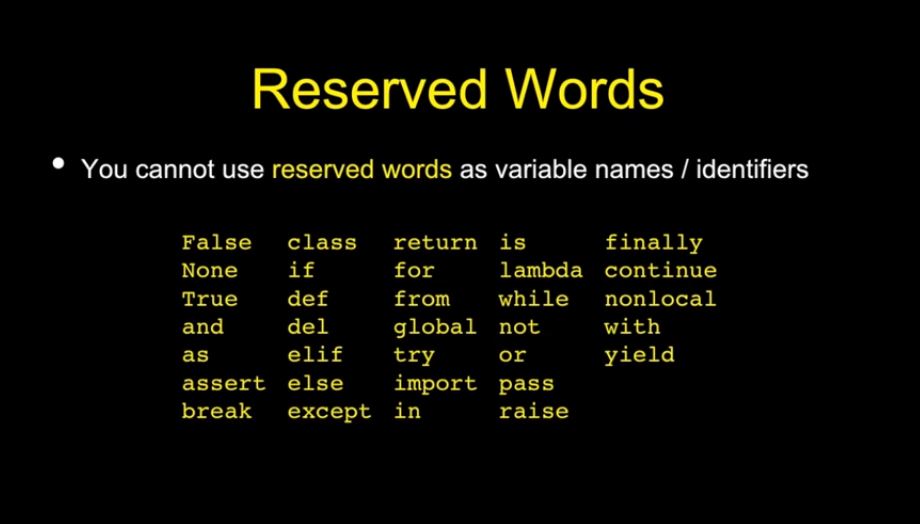 Reserved Words
• You cannot use reserved words as variable names / identifiers
False class return is finally
None if for lambda continue
True def from while nonlocal
and del global not with
as elif try or yield
assert else import pass
break except in raise